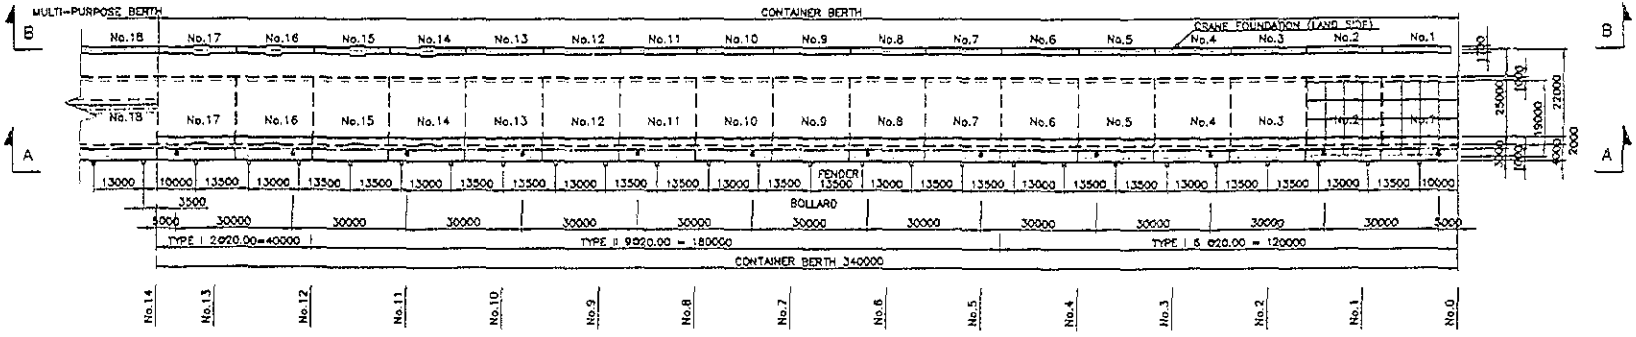 MULTI-PURPOSE BERTH CONTAINER BERTH
CRANE FOUNDATION (LAND SIDE)
B B
No.18 No.17 No.16 No.15 No.14 No.13 No.12 No.11 No.10 No.9 No.8 No.7 No.6 No.5 No.4 No.3 No.2 No.1
1700
1000
25000
22000
19000
No.18 No.17 No.16 No.15 No.14 No.13 No.12 No.11 No.10 No.9 No.8 No.7 No.6 No.5 No.4 No.3 No.2 No.1
A A
3000
1000
4000
2000
FENDER
13000 10000 13500 13000 13500 13500 13000 13500 13500 13000 13500 13500 13000 13500 13500 13000 13500 13500 13000 13500 13500 13000 13500 13500 13000 13500 10000
3500
BOLLARD
5000 30000 30000 30000 30000 30000 30000 30000 30000 30000 30000 30000 5000
TYPE I 2@20.00=40000 TYPE II 9@20.00 = 180000 TYPE I 6 @20.00 = 120000
CONTAINER BERTH 340000
No.14 No.13 No.12 No.11 No.10 No.9 No.8 No.7 No.6 No.5 No.4 No.3 No.2 No.1 No.0